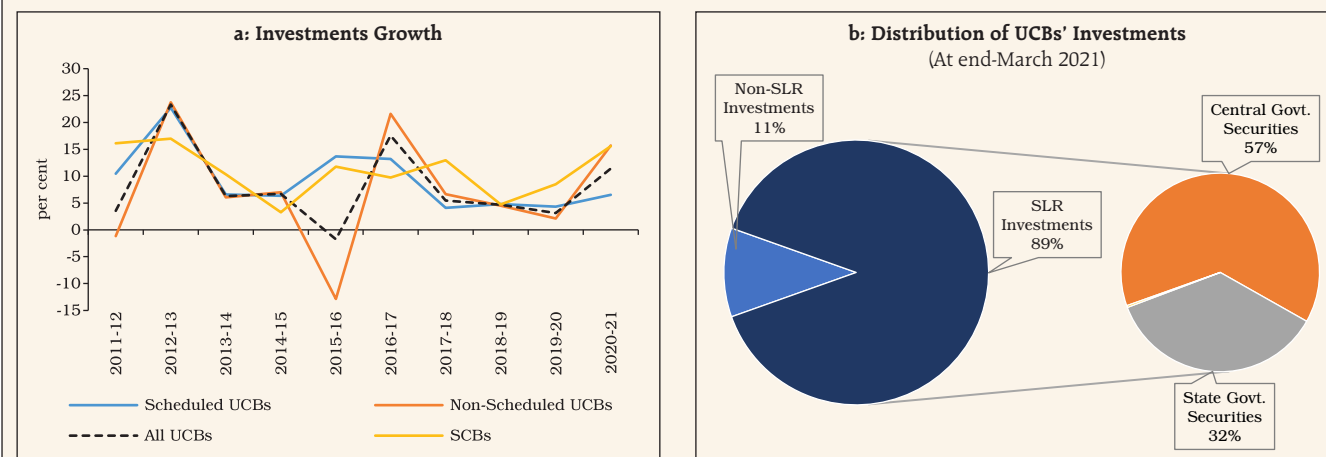 a: Investments Growth
30
25
20
15
10
5
0
-5
-10
-15
per cent
2011-12
2012-13
2013-14
2014-15
2015-16
2016-17
2017-18
2018-19
2019-20
2020-21
Scheduled UCBs
Non-Scheduled UCBs
All UCBs
SCBs
b: Distribution of UCBs' Investments
(At end-March 2021)
Non-SLR
Investments
11%
SLR
Investments
89%
Central Govt.
Securities
57%
State Govt.
Securities
32%